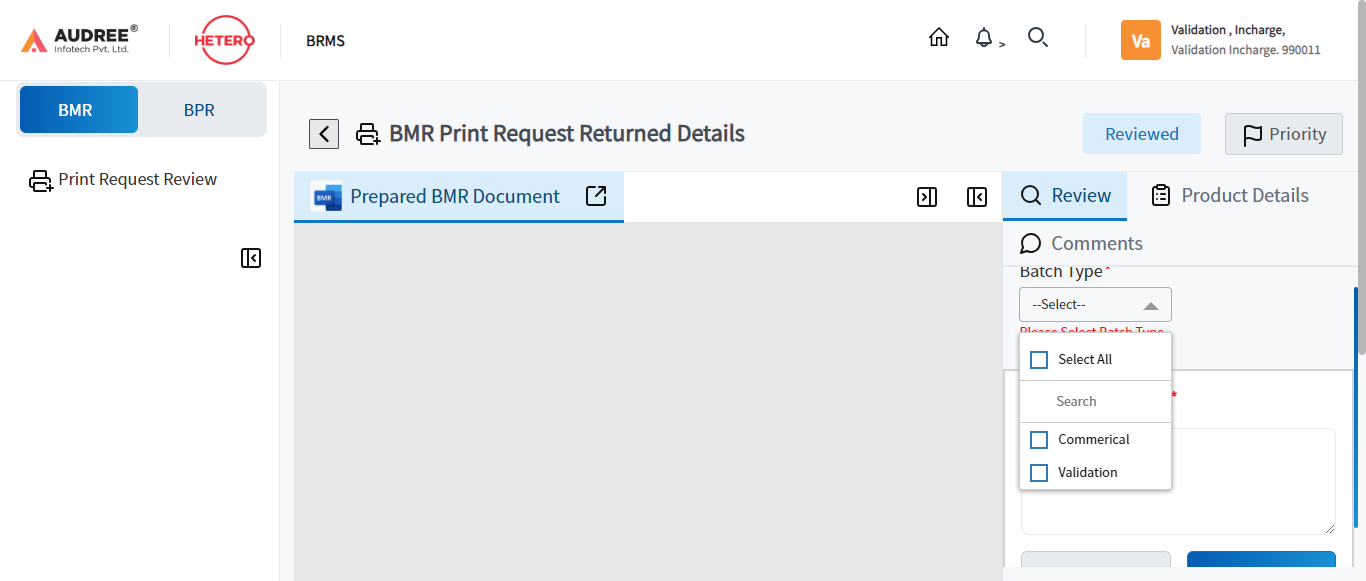 AUDREE®
Infotech Pvt. Ltd.
HETERO
BRMS
>
Va
Validation , Incharge,
Validation Incharge. 990011
BMR
BPR
Print Request Review
BMR Print Request Returned Details
Reviewed
Priority
BMR
Prepared BMR Document
Review
Product Details
Comments
Batch Type *
--Select--
Please Select Batch Type
Select All
Search
*
Commerical
Validation